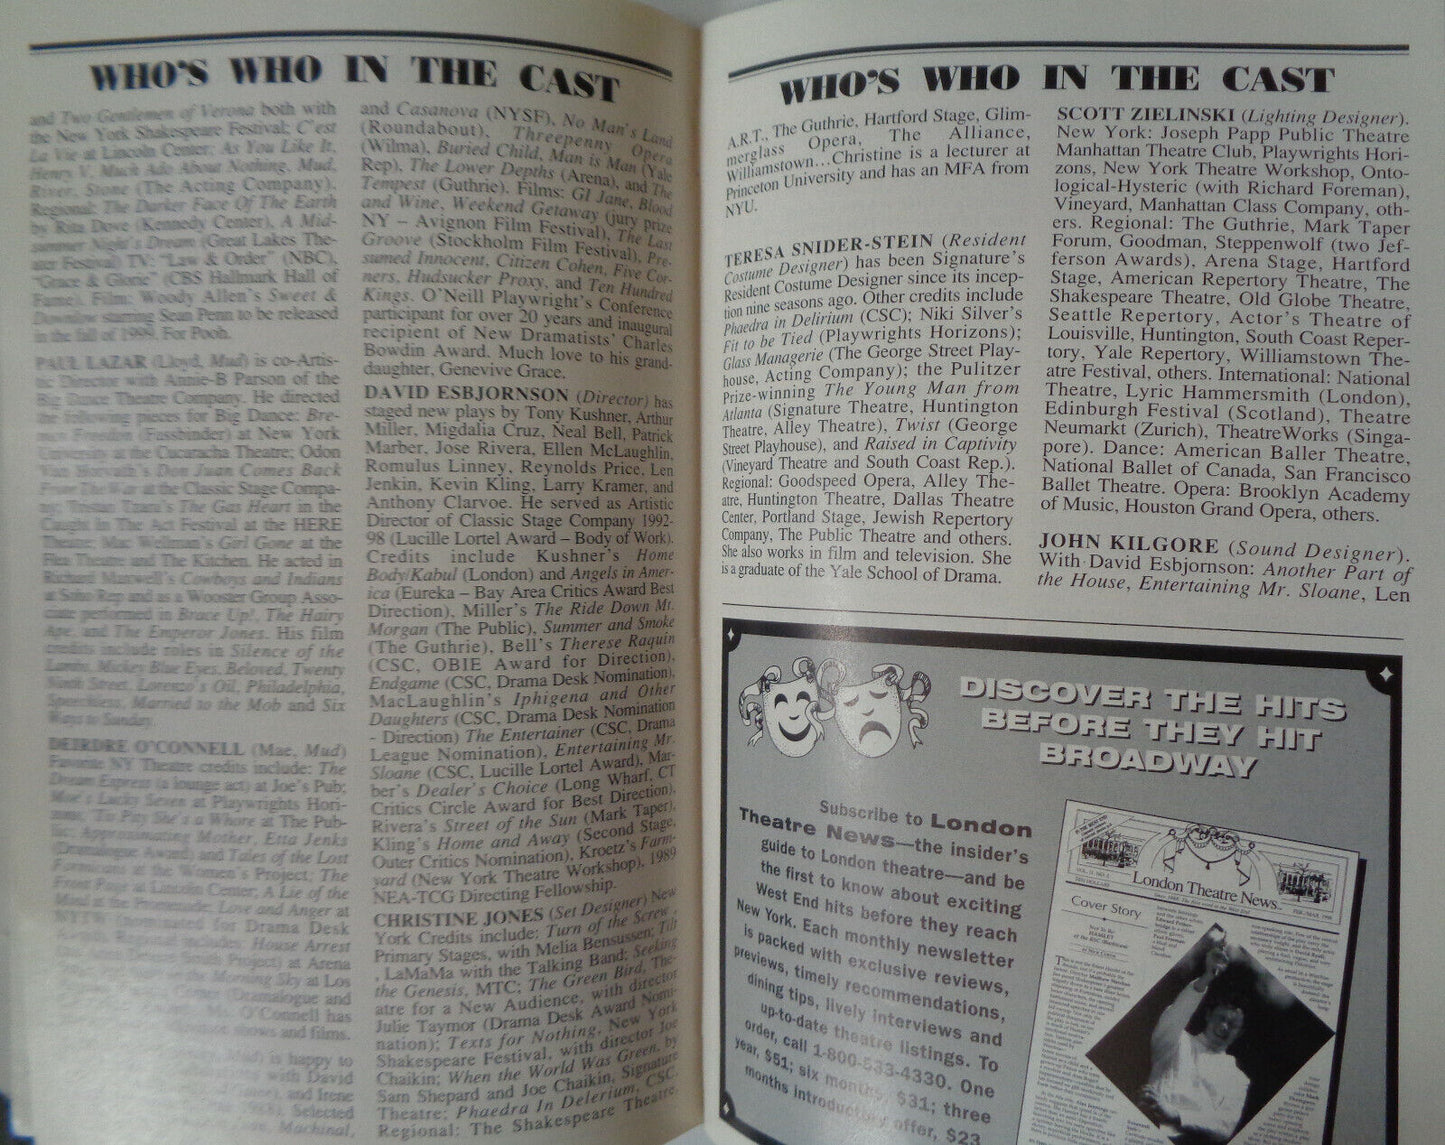 WHO'S WHO IN THE CAST
and Two Gentlemen of Verona both with
the New York Shakespeare Festival; C'est
La Vie at Lincoln Center; As You Like It,
Henry V, Much Ado About Nothing, Mud,
River, Stone (The Acting Company).
Regional: The Darker Face Of The Earth
by Rita Dove (Kennedy Center), A Mid-
summer Night's Dream (Great Lakes The-
ater Festival) TV: "Law & Order" (NBC),
"Grace & Glorie" (CBS Hallmark Hall of
Fame). Film: Woody Allen's Sweet &
Lowdown starring Sean Penn to be released
in the fall of 1999. For Pooh.
PAUL LAZAR (Lloyd, Mud) is co-Artis-
tic Director with Annie-B Parson of the
Big Dance Theatre Company. He directed
the following pieces for Big Dance: Bre-
men Freedom (Fassbinder) at New York
University at the Cucaracha Theatre; Odon
Van Horvath's Don Juan Comes Back
From The War at the Classic Stage Compa-
ny; Tristan Tzara's The Gas Heart in the
Caught In The Act Festival at the HERE
Theatre; Mac Wellman's Girl Gone at the
Flea Theatre and The Kitchen. He acted in
Richard Maxwell's Cowboys and Indians
at Soho Rep and as a Wooster Group Asso-
ciate performed in Brace Up!, The Hairy
Ape, and The Emperor Jones. His film
credits include roles in Silence of the
Lambs, Mickey Blue Eyes, Beloved, Twenty
Ninth Street, Lorenzo's Oil, Philadelphia,
Married to the Mob and Six
Ways to Sunday.
DEIRDRE O'CONNELL (Mae, Mud)
Favorite NY Theatre credits include: The
Dream Express (a lounge act) at Joe's Pub;
Moe's Lucky Seven at Playwrights Hori-
zons; 'Tis Pity She's a Whore at The Pub-
lic; Approximating Mother, Etta Jenks
(Dramalogue Award) and Tales of the Lost
Formicans at the Women's Project; The
Front Page at Lincoln Center; A Lie of the
Mind at the Promenade; Love and Anger at
NYTW (nominated for Drama Desk
Award). Regional includes: House Arrest
Project) at Arena
the Morning Sky at Los
Dramalogue and
Ms. O'Connell has
shows and films.
is happy to
with David
and Irene
Selected
Machinal,
and Casanova (NYSF), No Man's Land
(Roundabout), Threepenny Opera
(Wilma), Buried Child, Man is Man (Yale
Rep), The Lower Depths (Arena), and The
Tempest (Guthrie). Films: GI Jane, Blood
and Wine, Weekend Getaway (jury prize
NY – Avignon Film Festival), The Last
Groove (Stockholm Film Festival), Pre-
sumed Innocent, Citizen Cohen, Five Cor-
ners, Hudsucker Proxy, and Ten Hundred
Kings. O'Neill Playwright's Conference
participant for over 20 years and inaugural
recipient of New Dramatists' Charles
Bowdin Award. Much love to his grand-
daughter, Genevive Grace.
DAVID ESBJORNSON (Director) has
staged new plays by Tony Kushner, Arthur
Miller, Migdalia Cruz, Neal Bell, Patrick
Marber, Jose Rivera, Ellen McLaughlin,
Romulus Linney, Reynolds Price, Len
Jenkin, Kevin Kling, Larry Kramer, and
Anthony Clarvoe. He served as Artistic
Director of Classic Stage Company 1992-
98 (Lucille Lortel Award – Body of Work).
Credits include Kushner's Home
Body/Kabul (London) and Angels in Amer-
ica (Eureka – Bay Area Critics Award Best
Direction), Miller's The Ride Down Mt.
Morgan (The Public), Summer and Smoke
(The Guthrie), Bell's Therese Raquin
(CSC, OBIE Award for Direction),
Endgame (CSC, Drama Desk Nomination),
MacLaughlin's Iphigena and Other
Daughters (CSC, Drama Desk Nomination
- Direction) The Entertainer (CSC, Drama
League Nomination), Entertaining Mr.
Sloane (CSC, Lucille Lortel Award), Mar-
ber's Dealer's Choice (Long Wharf, CT
Critics Circle Award for Best Direction),
Rivera's Street of the Sun (Mark Taper),
Kling's Home and Away (Second Stage,
Outer Critics Nomination), Kroetz's Farm-
yard (New York Theatre Workshop), 1989
NEA-TCG Directing Fellowship.
CHRISTINE JONES (Set Designer) New
York Credits include: Turn of the Screw,
Primary Stages, with Melia Bensussen; Tilt
, LaMaMa with the Talking Band; Seeking
the Genesis, MTC; The Green Bird, The-
atre for a New Audience, with director
Julie Taymor (Drama Desk Award Nomi-
nation); Texts for Nothing, New York
Shakespeare Festival, with director Joe
Chaikin; When the World Was Green, by
Sam Shepard and Joe Chaikin, Signature
Theatre; Phaedra In Delerium, CSC.
Regional: The Shakespeare Theatre,
WHO'S WHO IN THE CAST
A.R.T., The Guthrie, Hartford Stage, Glim-
merglass Opera, The Alliance,
Williamstown...Christine is a lecturer at
Princeton University and has an MFA from
NYU.
TERESA SNIDER-STEIN (Resident
Costume Designer) has been Signature's
Resident Costume Designer since its incep-
tion nine seasons ago. Other credits include
Phaedra in Delirium (CSC); Niki Silver's
Fit to be Tied (Playwrights Horizons);
Glass Managerie (The George Street Play-
house, Acting Company); the Pulitzer
Prize-winning The Young Man from
Atlanta (Signature Theatre, Huntington
Theatre, Alley Theatre), Twist (George
Street Playhouse), and Raised in Captivity
(Vineyard Theatre and South Coast Rep.).
Regional: Goodspeed Opera, Alley The-
atre, Huntington Theatre, Dallas Theatre
Center, Portland Stage, Jewish Repertory
Company, The Public Theatre and others.
She also works in film and television. She
is a graduate of the Yale School of Drama.
SCOTT ZIELINSKI (Lighting Designer).
New York: Joseph Papp Public Theatre
Manhattan Theatre Club, Playwrights Hori-
zons, New York Theatre Workshop, Onto-
logical-Hysteric (with Richard Foreman),
Vineyard, Manhattan Class Company, oth-
ers. Regional: The Guthrie, Mark Taper
Forum, Goodman, Steppenwolf (two Jef-
ferson Awards), Arena Stage, Hartford
Stage, American Repertory Theatre, The
Shakespeare Theatre, Old Globe Theatre,
Seattle Repertory, Actor's Theatre of
Louisville, Huntington, South Coast Reper-
tory, Yale Repertory, Williamstown The-
atre Festival, others. International: National
Theatre, Lyric Hammersmith (London),
Edinburgh Festival (Scotland), Theatre
Neumarkt (Zurich), TheatreWorks (Singa-
pore). Dance: American Baller Theatre,
National Ballet of Canada, San Francisco
Ballet Theatre. Opera: Brooklyn Academy
of Music, Houston Grand Opera, others.
JOHN KILGORE (Sound Designer).
With David Esbjornson: Another Part of
the House, Entertaining Mr. Sloane, Len
DISCOVER THE HITS
BEFORE THEY HIT
BROADWAY
Subscribe to London
Theatre News—the insider's
guide to London theatre—and be
the first to know about exciting
West End hits before they reach
New York. Each monthly newsletter
is packed with exclusive reviews,
previews, timely recommendations,
dining tips, lively interviews and
up-to-date theatre listings. To
order, call 1-800-533-4330. One
year, $51; six months, $31; three
months introductory offer, $23
London Theatre News
Cover Story